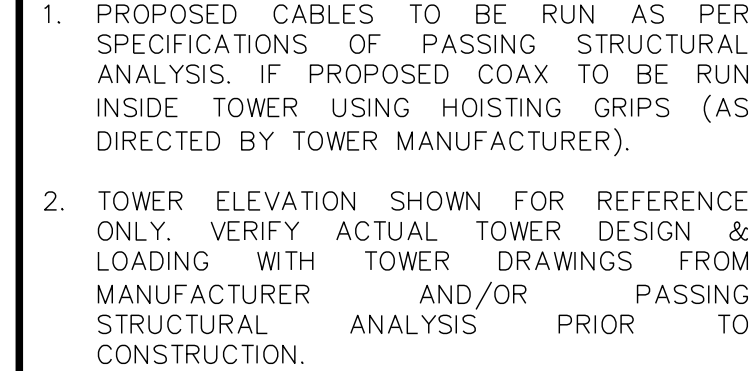 1. PROPOSED CABLES TO BE RUN AS PER
SPECIFICATIONS OF PASSING STRUCTURAL
ANALYSIS. IF PROPOSED COAX TO BE RUN
INSIDE TOWER USING HOISTING GRIPS (AS
DIRECTED BY TOWER MANUFACTURER).
2. TOWER ELEVATION SHOWN FOR REFERENCE
ONLY. VERIFY ACTUAL TOWER DESIGN &
LOADING WITH TOWER DRAWINGS FROM
MANUFACTURER AND/OR PASSING
STRUCTURAL ANALYSIS PRIOR TO
CONSTRUCTION.